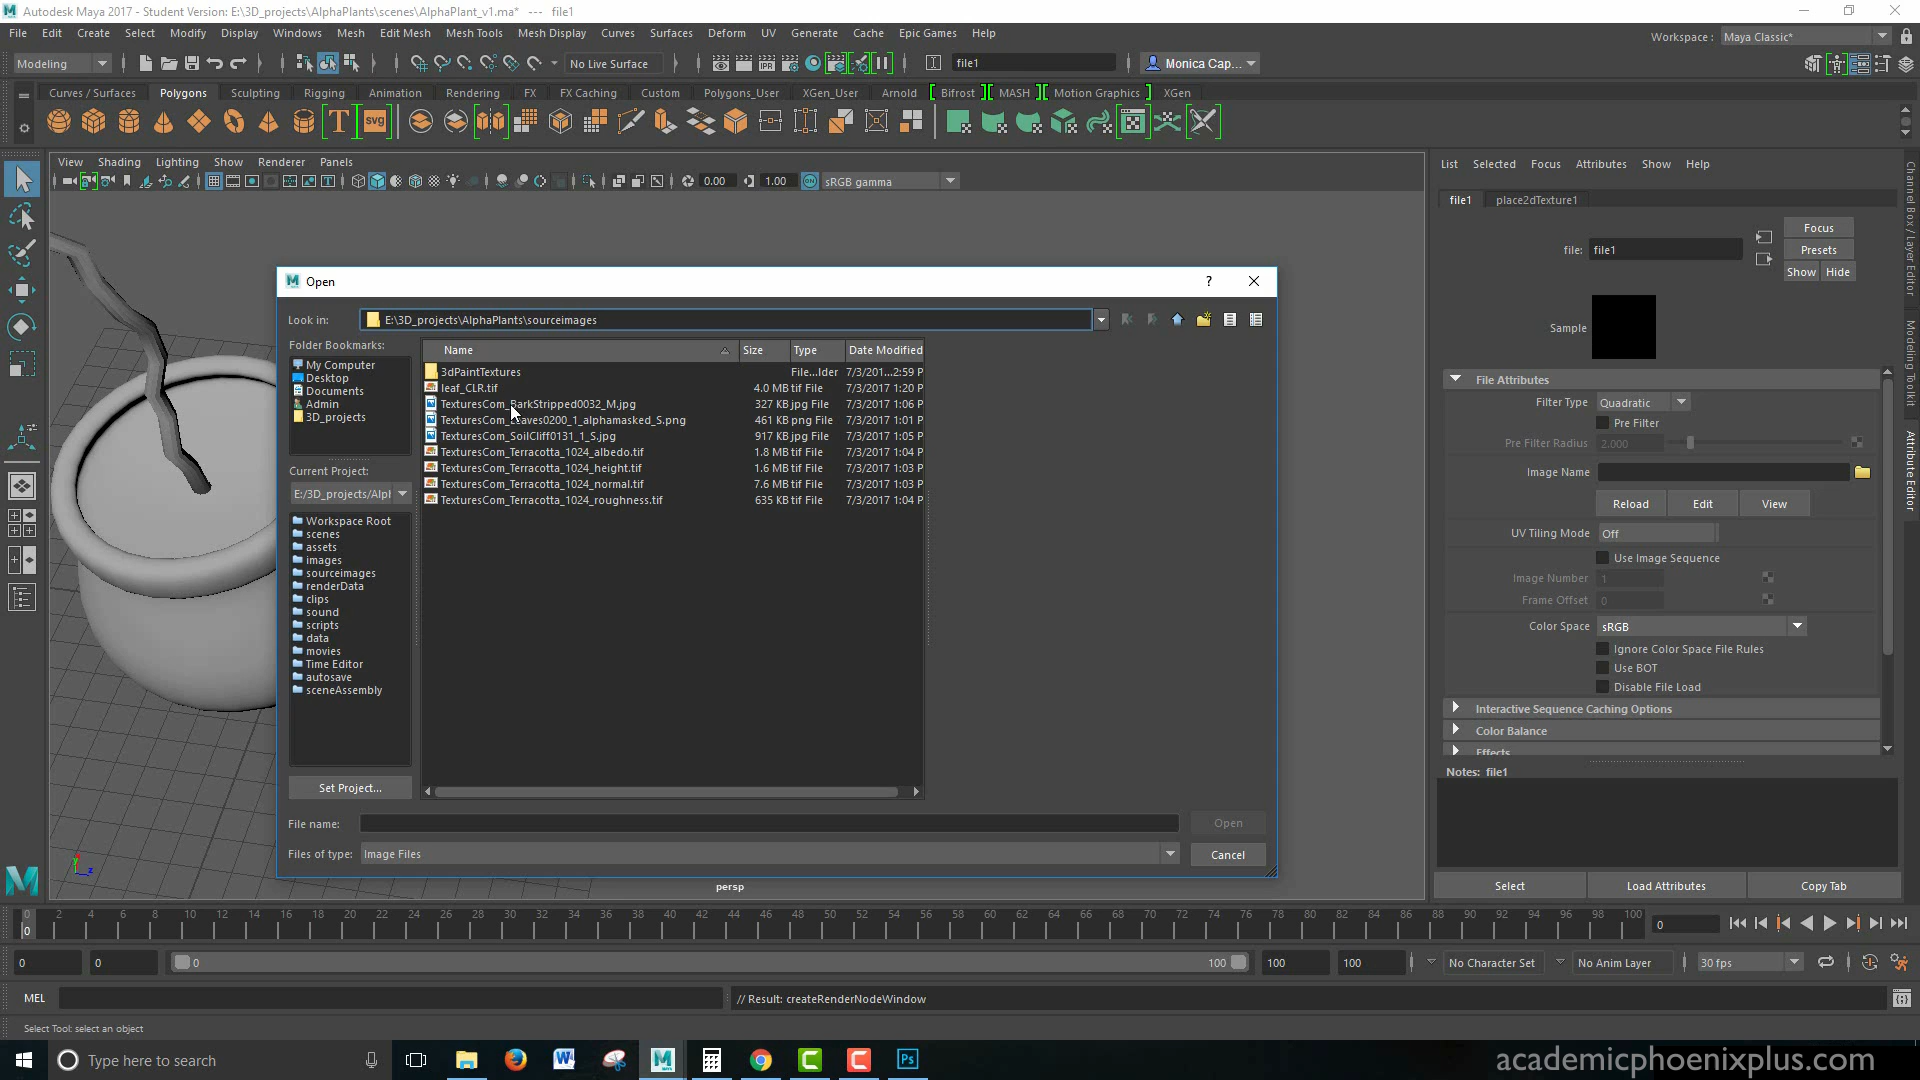 Autodesk Maya 2017 - Student Version: E:\3D_projects\AlphaPlants\scenes\AlphaPlant_v1.ma* --- file1
File Edit Create Select Modify Display Windows Mesh Edit Mesh Mesh Tools Mesh Display Curves Surfaces Deform UV Generate Cache Epic Games Help
Workspace : Maya Classic*
Modeling No Live Surface file1 Monica Cap...
Curves / Surfaces Polygons Sculpting Rigging Animation Rendering FX FX Caching Custom Polygons_User XGen_User Arnold Bifrost MASH Motion Graphics XGen
T svg
View Shading Lighting Show Renderer Panels
0.00 1.00 sRGB gamma
List Selected Focus Attributes Show Help
file1 place2dTexture1
Focus
file: file1 Presets
Show Hide
Sample
File Attributes
Filter Type Quadratic
Pre Filter
Pre Filter Radius 2.000
Image Name
Reload Edit View
UV Tiling Mode Off
Use Image Sequence
Image Number 1
Frame Offset 0
Color Space sRGB
Ignore Color Space File Rules
Use BOT
Disable File Load
Interactive Sequence Caching Options
Color Balance
Effects
Notes: file1
Select Load Attributes Copy Tab
Channel Box / Layer Editor
Modeling Toolkit
Attribute Editor
Open ?
Look in: E:\3D_projects\AlphaPlants\sourceimages
Folder Bookmarks:
My Computer
Desktop
Documents
Admin
3D_projects
Current Project:
E:/3D_projects/Alpl
Workspace Root
scenes
assets
images
sourceimages
renderData
clips
sound
scripts
data
movies
Time Editor
autosave
sceneAssembly
Set Project...
Name Size Type Date Modified
3dPaintTextures File...lder 7/3/201...2:59 P
leaf_CLR.tif 4.0 MB tif File 7/3/2017 1:20 P
TexturesCom_BarkStripped0032_M.jpg 327 KB jpg File 7/3/2017 1:06 P
TexturesCom_Leaves0200_1_alphamasked_S.png 461 KB png File 7/3/2017 1:01 P
TexturesCom_SoilCliff0131_1_S.jpg 917 KB jpg File 7/3/2017 1:05 P
TexturesCom_Terracotta_1024_albedo.tif 1.8 MB tif File 7/3/2017 1:04 P
TexturesCom_Terracotta_1024_height.tif 1.6 MB tif File 7/3/2017 1:03 P
TexturesCom_Terracotta_1024_normal.tif 7.6 MB tif File 7/3/2017 1:03 P
TexturesCom_Terracotta_1024_roughness.tif 635 KB tif File 7/3/2017 1:04 P
File name: Open
Files of type: Image Files Cancel
persp
0 2 4 6 8 10 12 14 16 18 20 22 24 26 28 30 32 34 36 38 40 42 44 46 48 50 52 54 56 58 60 62 64 66 68 70 72 74 76 78 80 82 84 86 88 90 92 94 96 98 100
0 0
0 0 0 100 100 100 No Character Set No Anim Layer 30 fps
MEL // Result: createRenderNodeWindow
Select Tool: select an object
Type here to search
academicphoenixplus.com